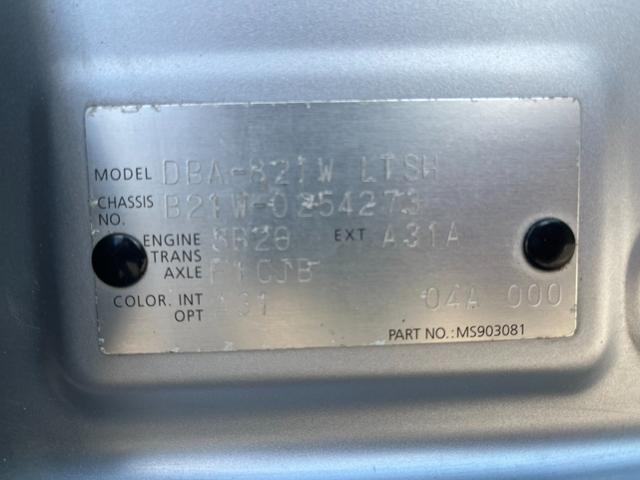 MODEL DBA-B21W LTSH
CHASSIS NO. B21W-0254273
ENGINE 3B20 EXT A31A
TRANS AXLE F1CJB
COLOR. INT 04A 000
OPT
PART NO.:MS903081